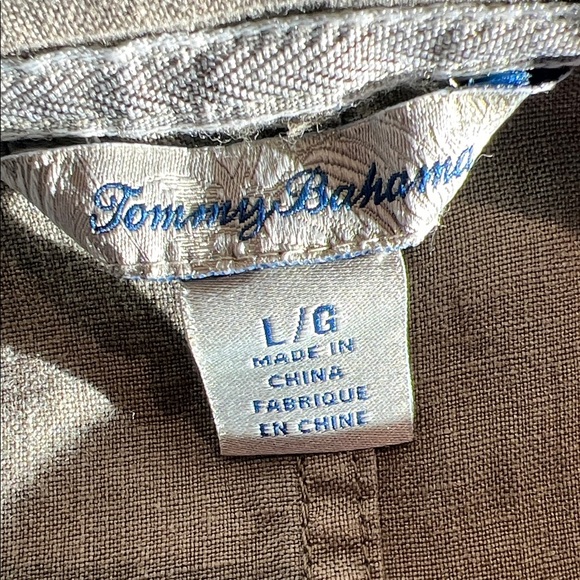 Tommy Bahama
L/G
MADE IN
CHINA
FABRIQUE
EN CHINE